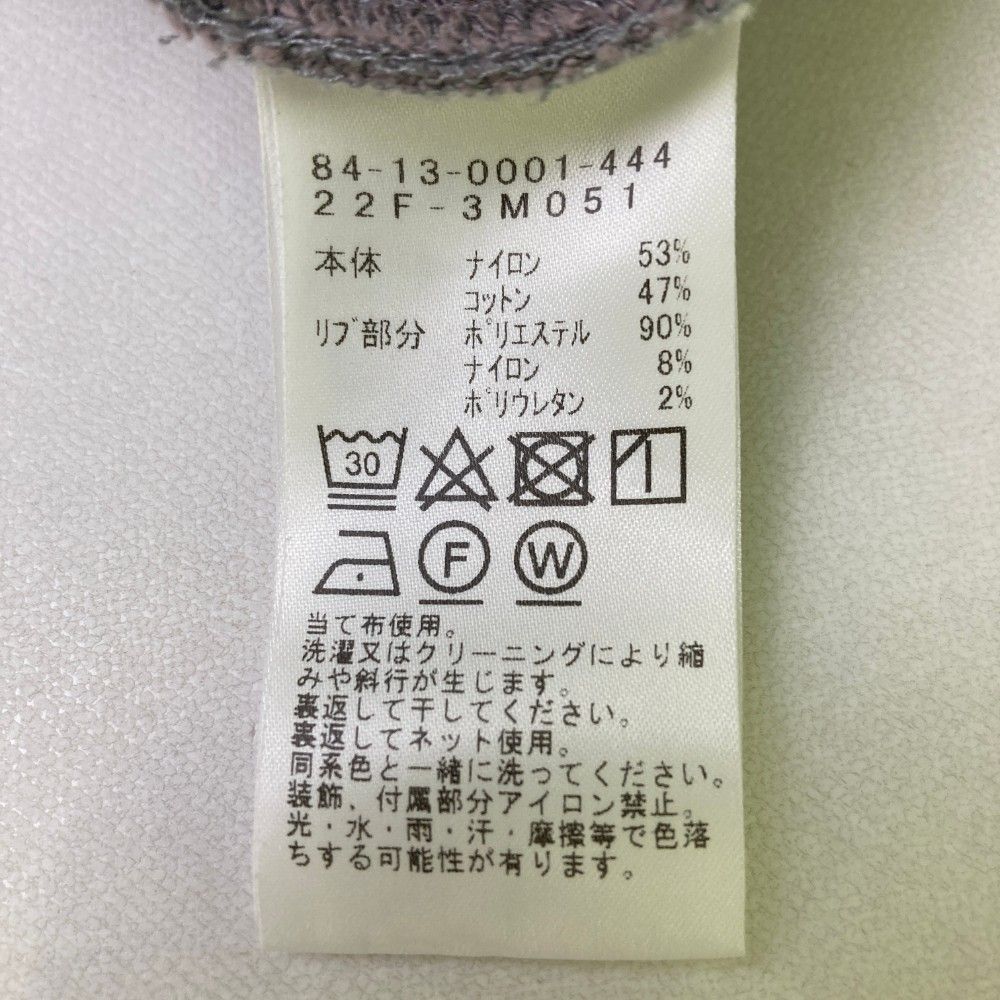 84-13-0001-444
22F-3M051
本体 ナイロン 53%
コットン 47%
リブ部分 ポリエステル 90%
ナイロン 8%
ポリウレタン 2%
30
F W
当て布使用。
洗濯又はクリーニングにより縮
みや斜行が生じます。
裏返して干してください。
裏返してネット使用。
同系色と一緒に洗ってください。
装飾、付属部分アイロン禁止。
光・水・雨・汗・摩擦等で色落
ちする可能性が有ります。